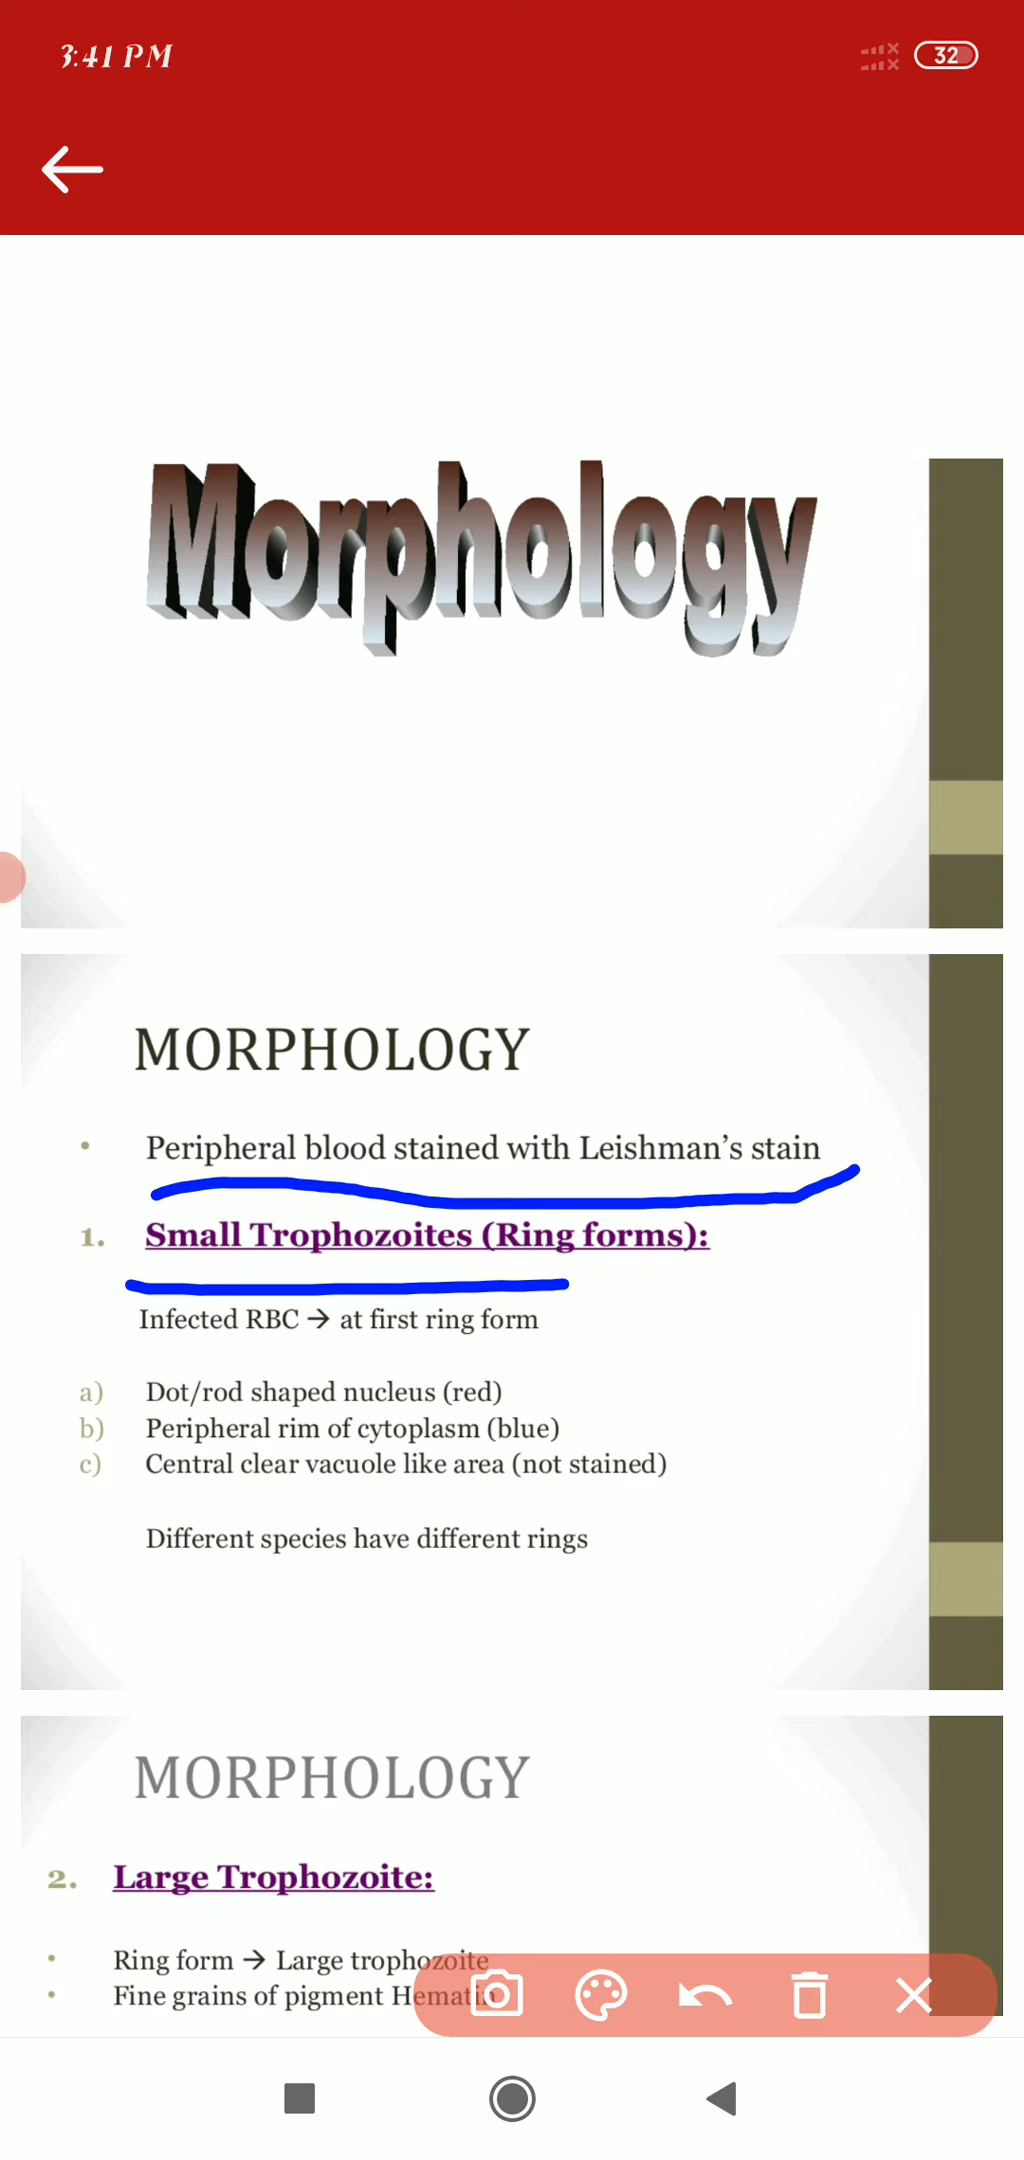 3:41 PM
32
Morphology
MORPHOLOGY
• Peripheral blood stained with Leishman’s stain
1. Small Trophozoites (Ring forms):
Infected RBC → at first ring form
a) Dot/rod shaped nucleus (red)
b) Peripheral rim of cytoplasm (blue)
c) Central clear vacuole like area (not stained)
Different species have different rings
MORPHOLOGY
2. Large Trophozoite:
• Ring form → Large trophozoite
• Fine grains of pigment Hematin